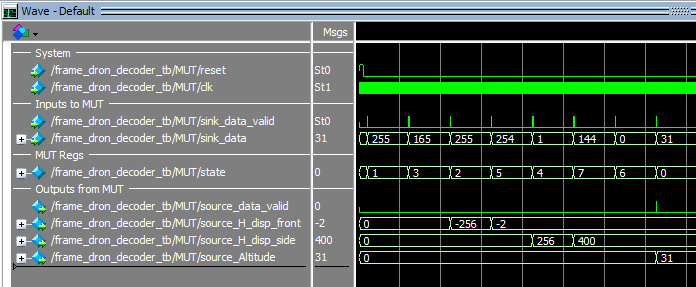 Wave - Default
Msgs
System
/frame_dron_decoder_tb/MUT/reset St0
/frame_dron_decoder_tb/MUT/clk St1
Inputs to MUT
/frame_dron_decoder_tb/MUT/sink_data_valid St0
/frame_dron_decoder_tb/MUT/sink_data 31 255 165 255 254 1 144 0 31
MUT Regs
/frame_dron_decoder_tb/MUT/state 0 1 3 2 5 4 7 6 0
Outputs from MUT
/frame_dron_decoder_tb/MUT/source_data_valid 0
/frame_dron_decoder_tb/MUT/source_H_disp_front -2 0 -256 -2
/frame_dron_decoder_tb/MUT/source_H_disp_side 400 0 256 400
/frame_dron_decoder_tb/MUT/source_Altitude 31 0 31